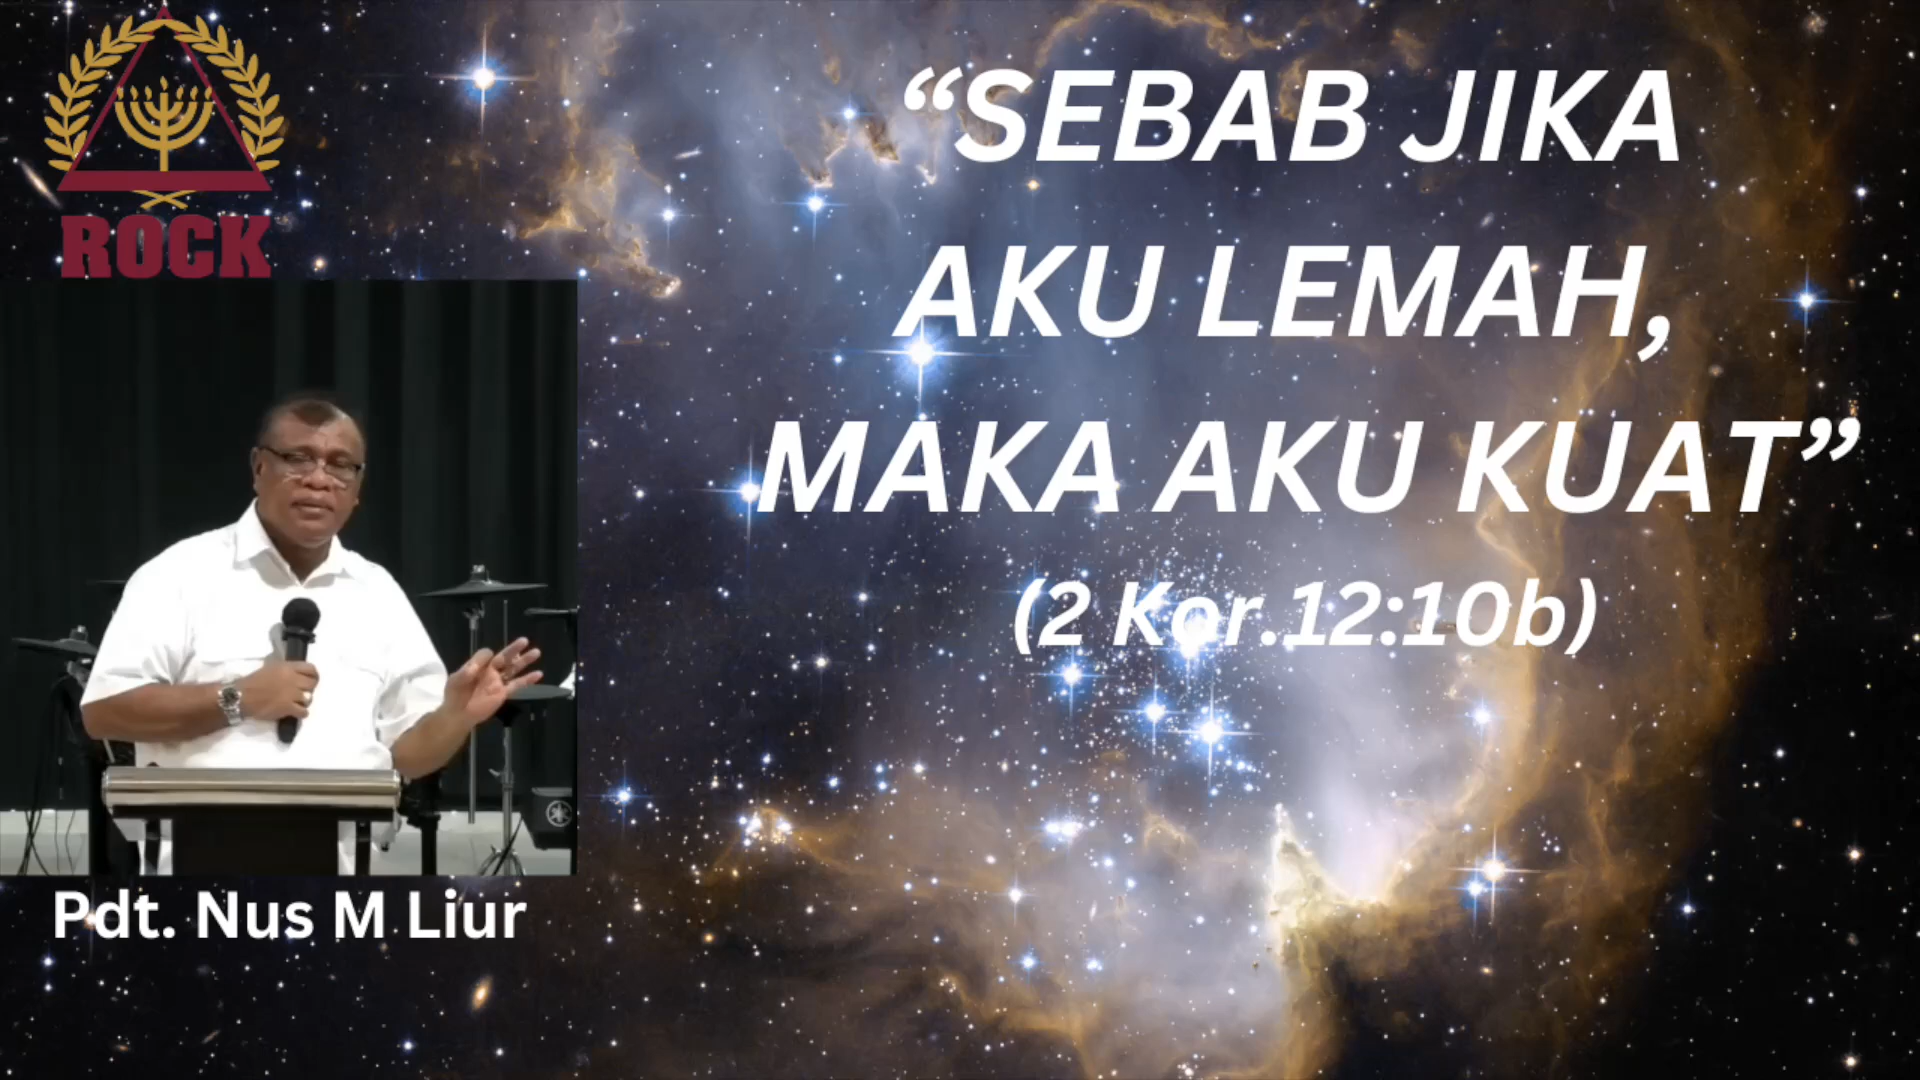 ROCK
“SEBAB JIKA
AKU LEMAH,
MAKA AKU KUAT”
(2 Kor.12:10b)
Pdt. Nus M Liur